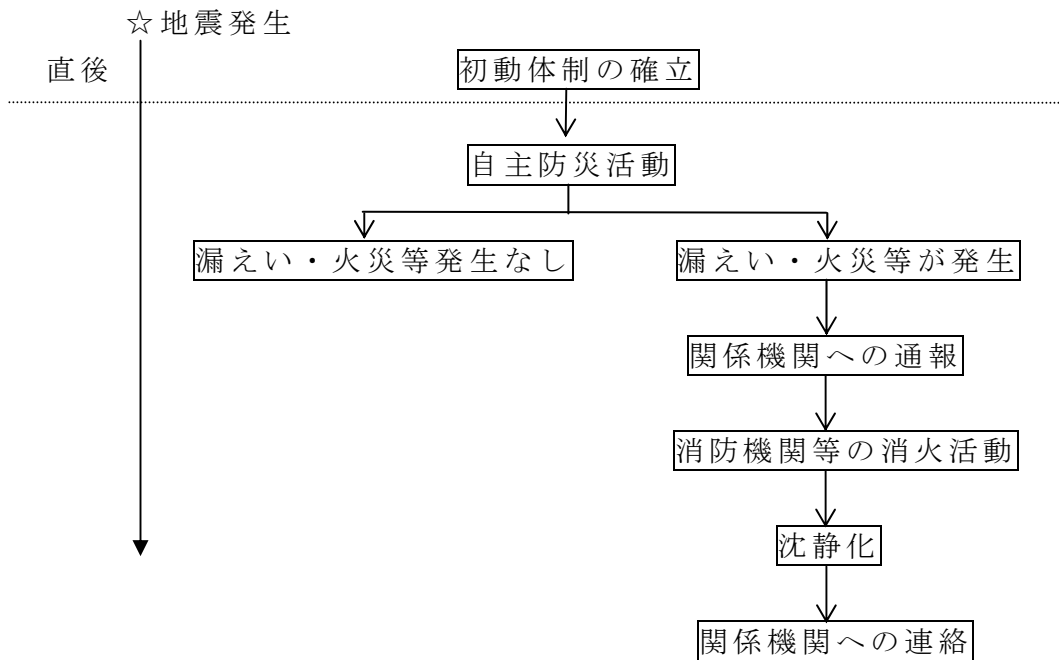 ☆地震発生
直後
初動体制の確立
自主防災活動
漏えい・火災等発生なし
漏えい・火災等が発生
関係機関への通報
消防機関等の消火活動
沈静化
関係機関への連絡